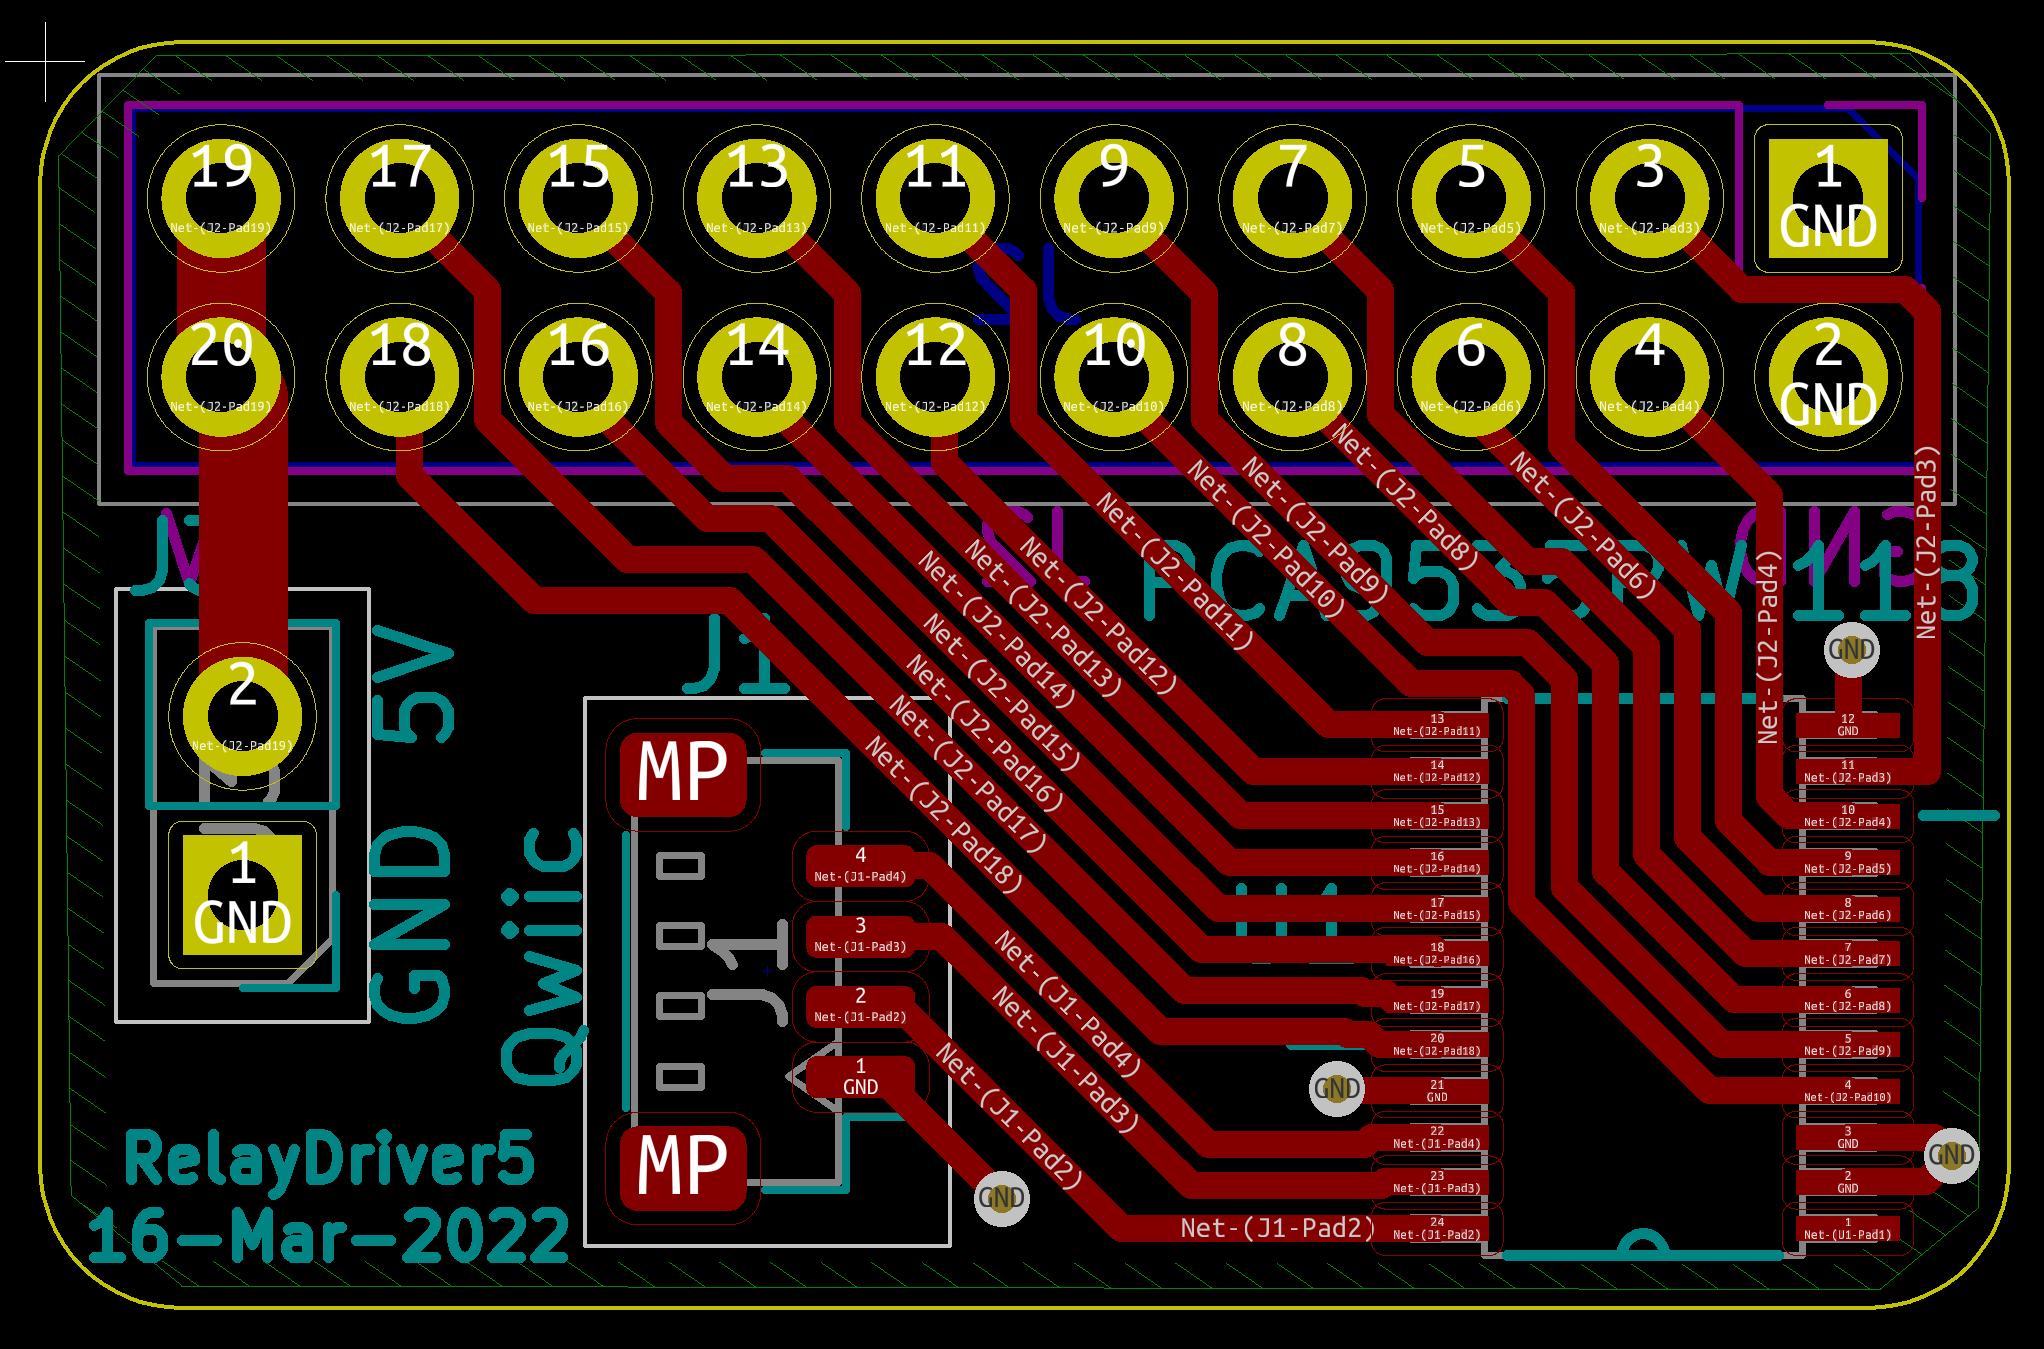 19 17 15 13 11 9 7 5 3 1
Net-(J2-Pad19) Net-(J2-Pad17) Net-(J2-Pad15) Net-(J2-Pad13) Net-(J2-Pad11) Net-(J2-Pad9) Net-(J2-Pad7) Net-(J2-Pad5) Net-(J2-Pad3) GND
J2
20 18 16 14 12 10 8 6 4 2
Net-(J2-Pad19) Net-(J2-Pad18) Net-(J2-Pad16) Net-(J2-Pad14) Net-(J2-Pad12) Net-(J2-Pad10) Net-(J2-Pad8) Net-(J2-Pad6) Net-(J2-Pad4) GND
J2
GND
Net-(J2-Pad14)
Net-(J2-Pad13)
Net-(J2-Pad12)
Net-(J2-Pad11)
Net-(J2-Pad10)
Net-(J2-Pad9)
Net-(J2-Pad8)
Net-(J2-Pad6)
Net-(J2-Pad4)
Net-(J2-Pad3)
Net-(J2-Pad15)
Net-(J2-Pad16)
Net-(J2-Pad17)
Net-(J2-Pad18)
2
Net-(J2-Pad19)
5V
1
GND
GND
J1
Qwiic
MP
J1
4
Net-(J1-Pad4)
3
Net-(J1-Pad3)
2
Net-(J1-Pad2)
1
GND
MP
Net-(J1-Pad4)
Net-(J1-Pad3)
Net-(J1-Pad2)
GND
Net-(J1-Pad2)
U1
GND
13
Net-(J2-Pad11)
14
Net-(J2-Pad12)
15
Net-(J2-Pad13)
16
Net-(J2-Pad14)
17
Net-(J2-Pad15)
18
Net-(J2-Pad16)
19
Net-(J2-Pad17)
20
Net-(J2-Pad18)
21
GND
22
Net-(J1-Pad4)
23
Net-(J1-Pad3)
24
Net-(J1-Pad2)
GND
12
GND
11
Net-(J2-Pad3)
10
Net-(J2-Pad4)
9
Net-(J2-Pad5)
8
Net-(J2-Pad6)
7
Net-(J2-Pad7)
6
Net-(J2-Pad8)
5
Net-(J2-Pad9)
4
Net-(J2-Pad10)
3
GND
2
GND
1
Net-(U1-Pad1)
GND
RelayDriver5
16-Mar-2022